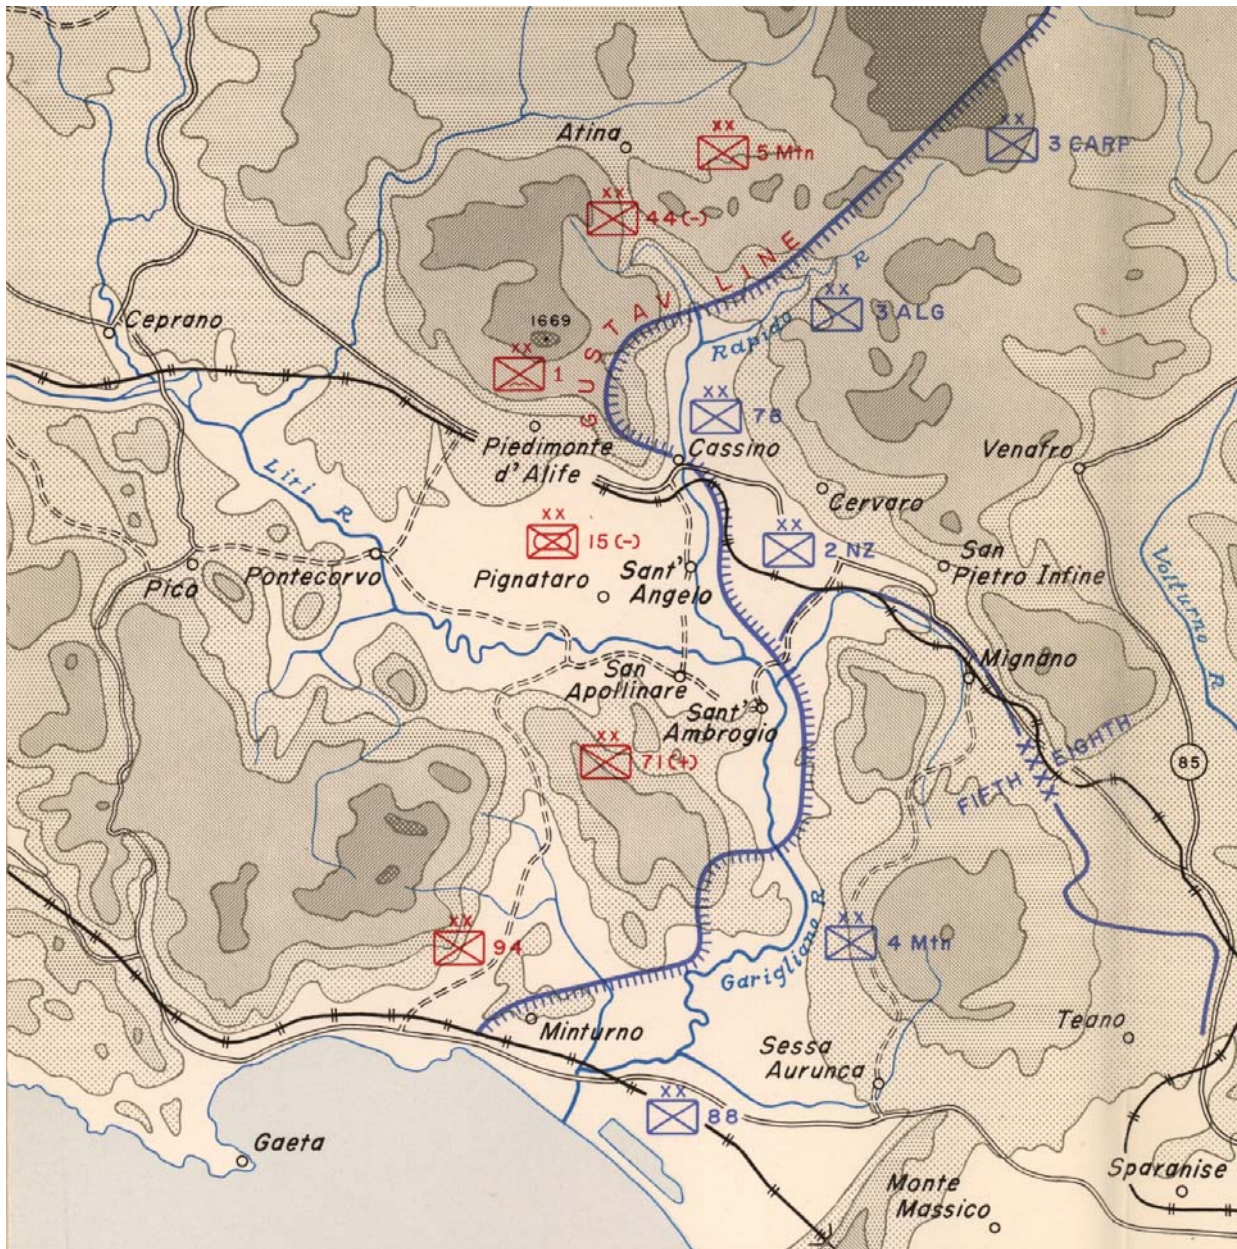 XX
5 Mtn
XX
3 CARP
Atina
XX
44(-)
GUSTAV LINE
XX
3 ALG
Rapido R
Ceprano
1669
XX
1
XX
78
Piedimonte
d'Alife
Cassino
Venafro
Liri R
Cervaro
XX
15(-)
XX
2 NZ
Pico
Pontecorvo
Pignataro
Sant'
Angelo
San
Pietro Infine
Volturno R
San
Apollinare
Mignano
Sant'
Ambrogio
XX
71(+)
FIFTH
XXXX
EIGHTH
85
XX
94
XX
4 Mtn
Garigliano R
Minturno
Teano
Sessa
Aurunca
XX
88
Gaeta
Sparanise
Monte
Massico